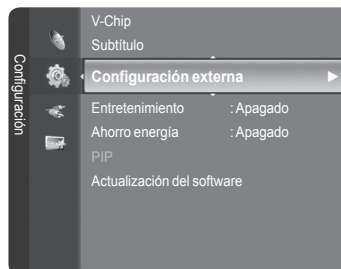 Configuración
V-Chip
Subtítulo
Configuración externa
Entretenimiento : Apagado
Ahorro energía : Apagado
PIP
Actualización del software